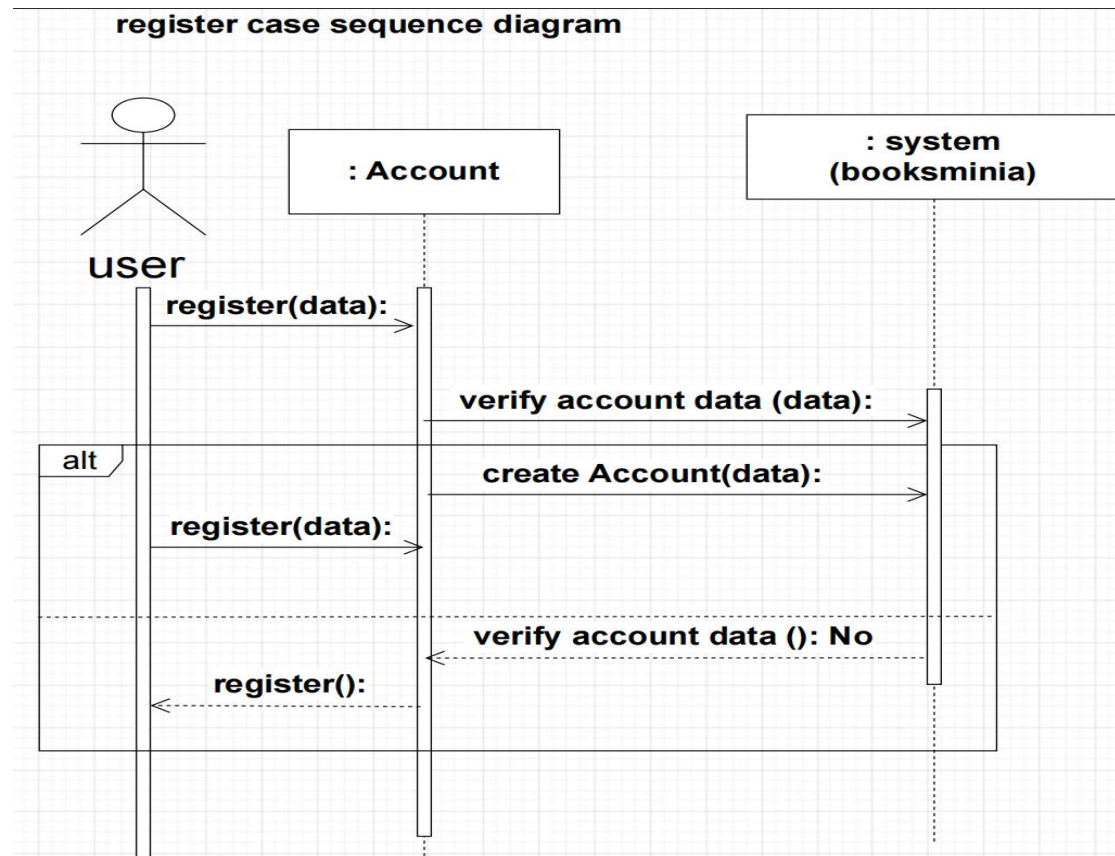 register case sequence diagram
: Account
: system
(booksminia)
user
register(data):
verify account data (data):
alt
create Account(data):
register(data):
verify account data (): No
register():